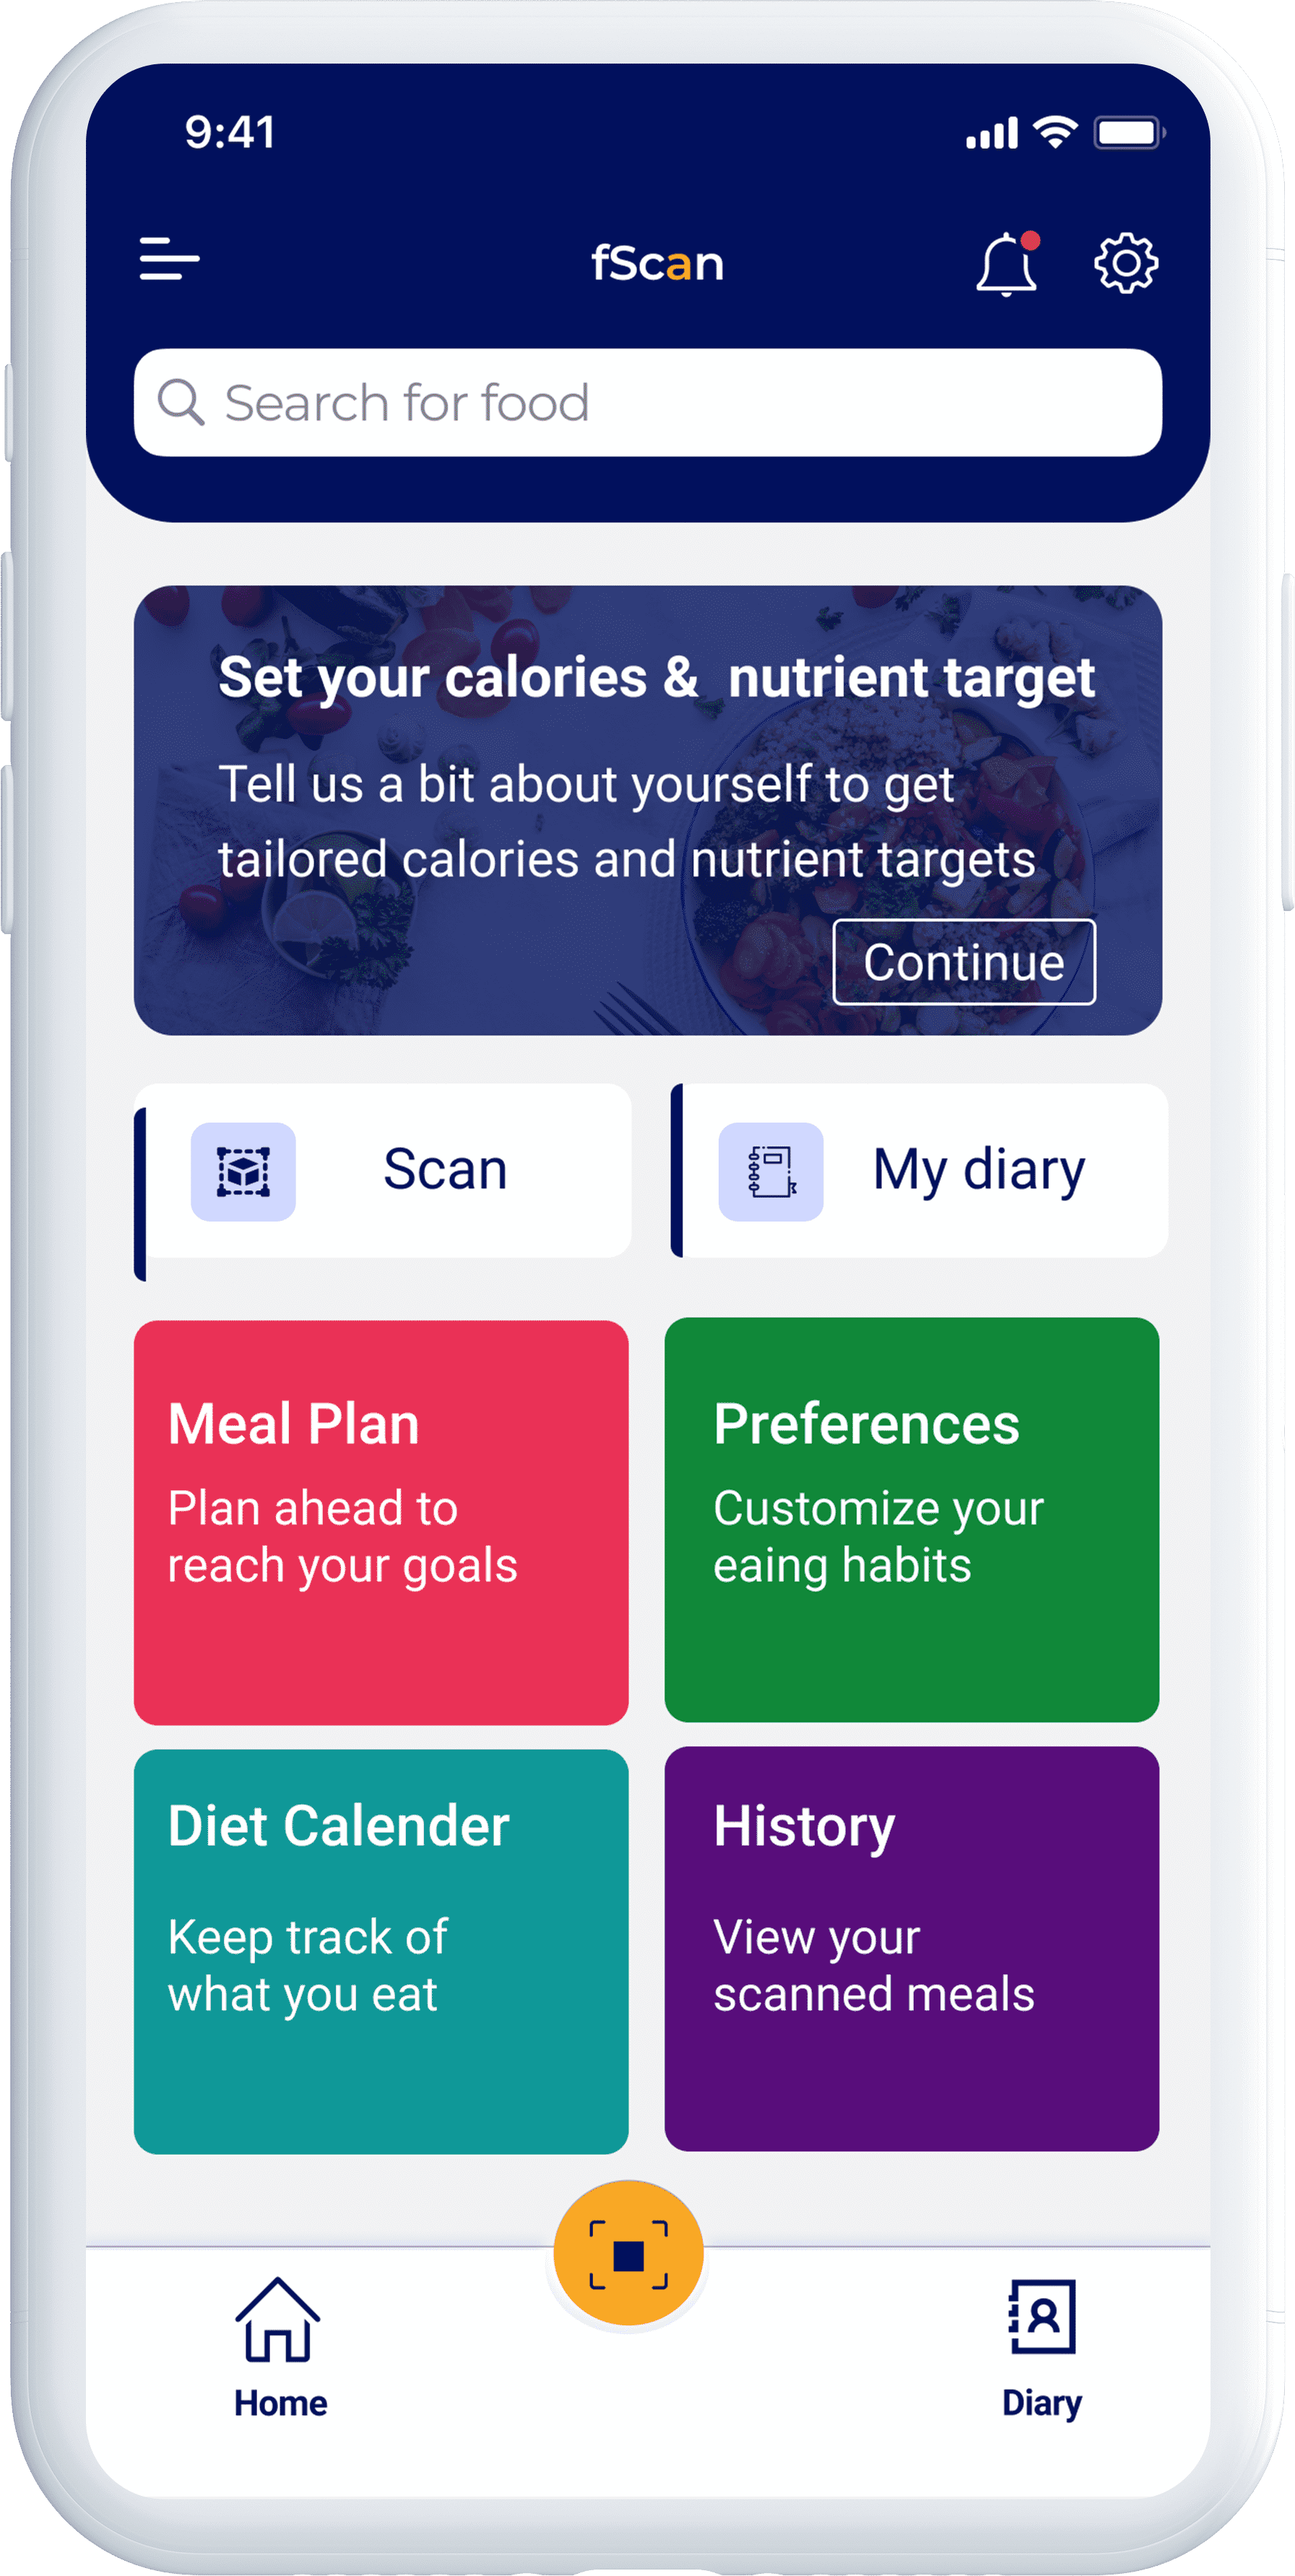 9:41
fScan
Search for food
Set your calories &  nutrient target
Tell us a bit about yourself to get
tailored calories and nutrient targets
Continue
Scan
My diary
Meal Plan
Plan ahead to
reach your goals
Preferences
Customize your
eaing habits
Diet Calender
Keep track of
what you eat
History
View your
scanned meals
Home
Diary